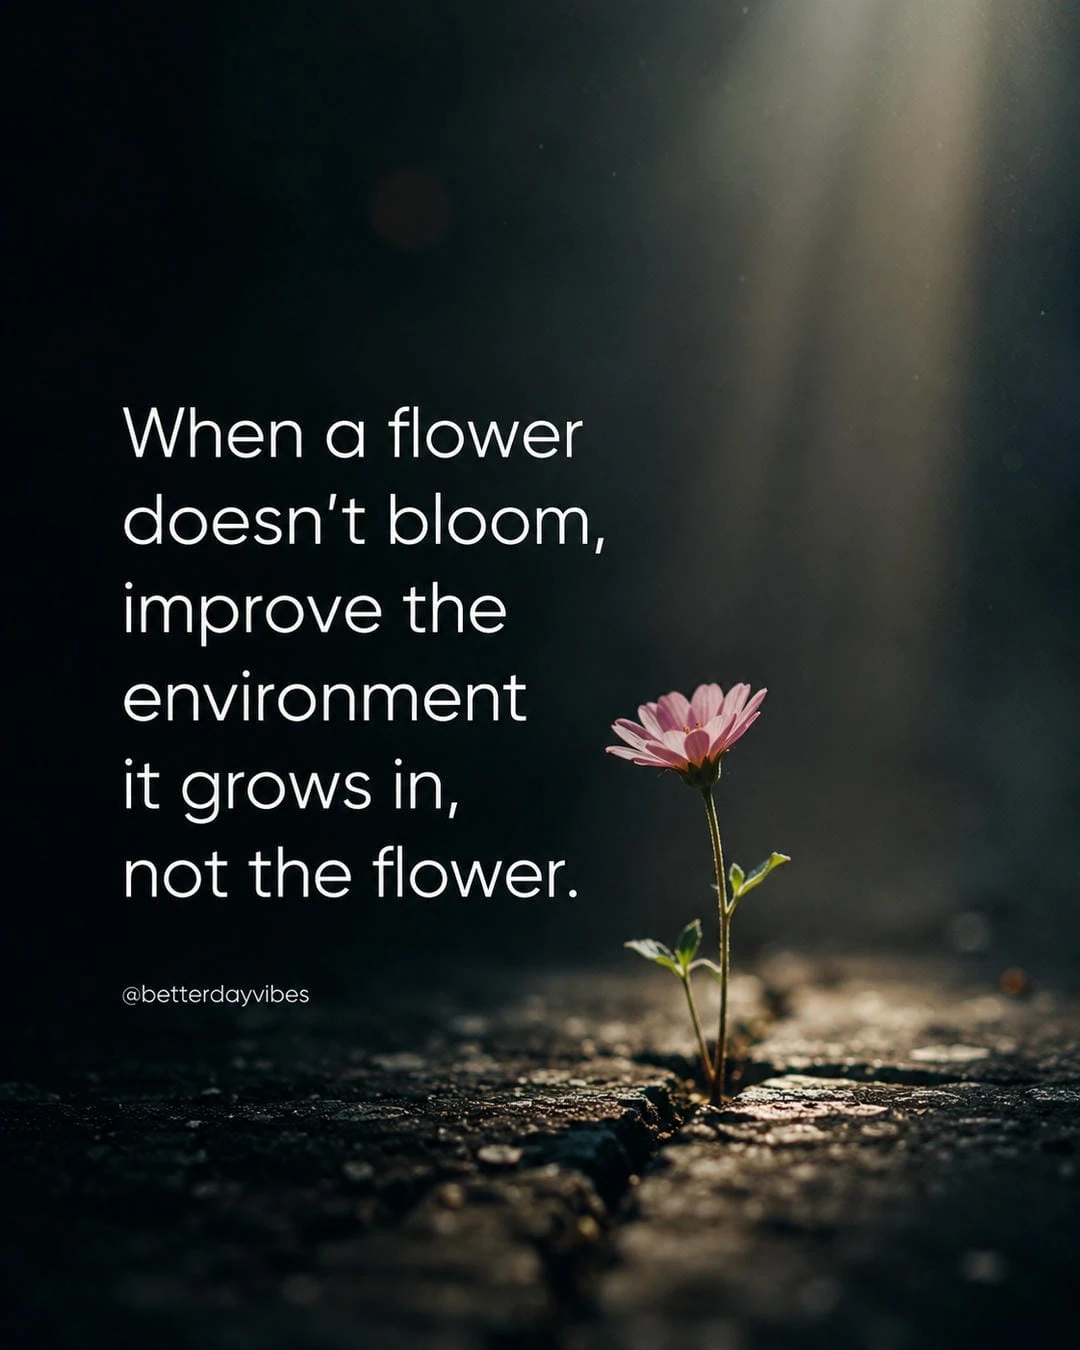 When a flower
doesn’t bloom,
improve the
environment
it grows in,
not the flower.
@betterdayvibes